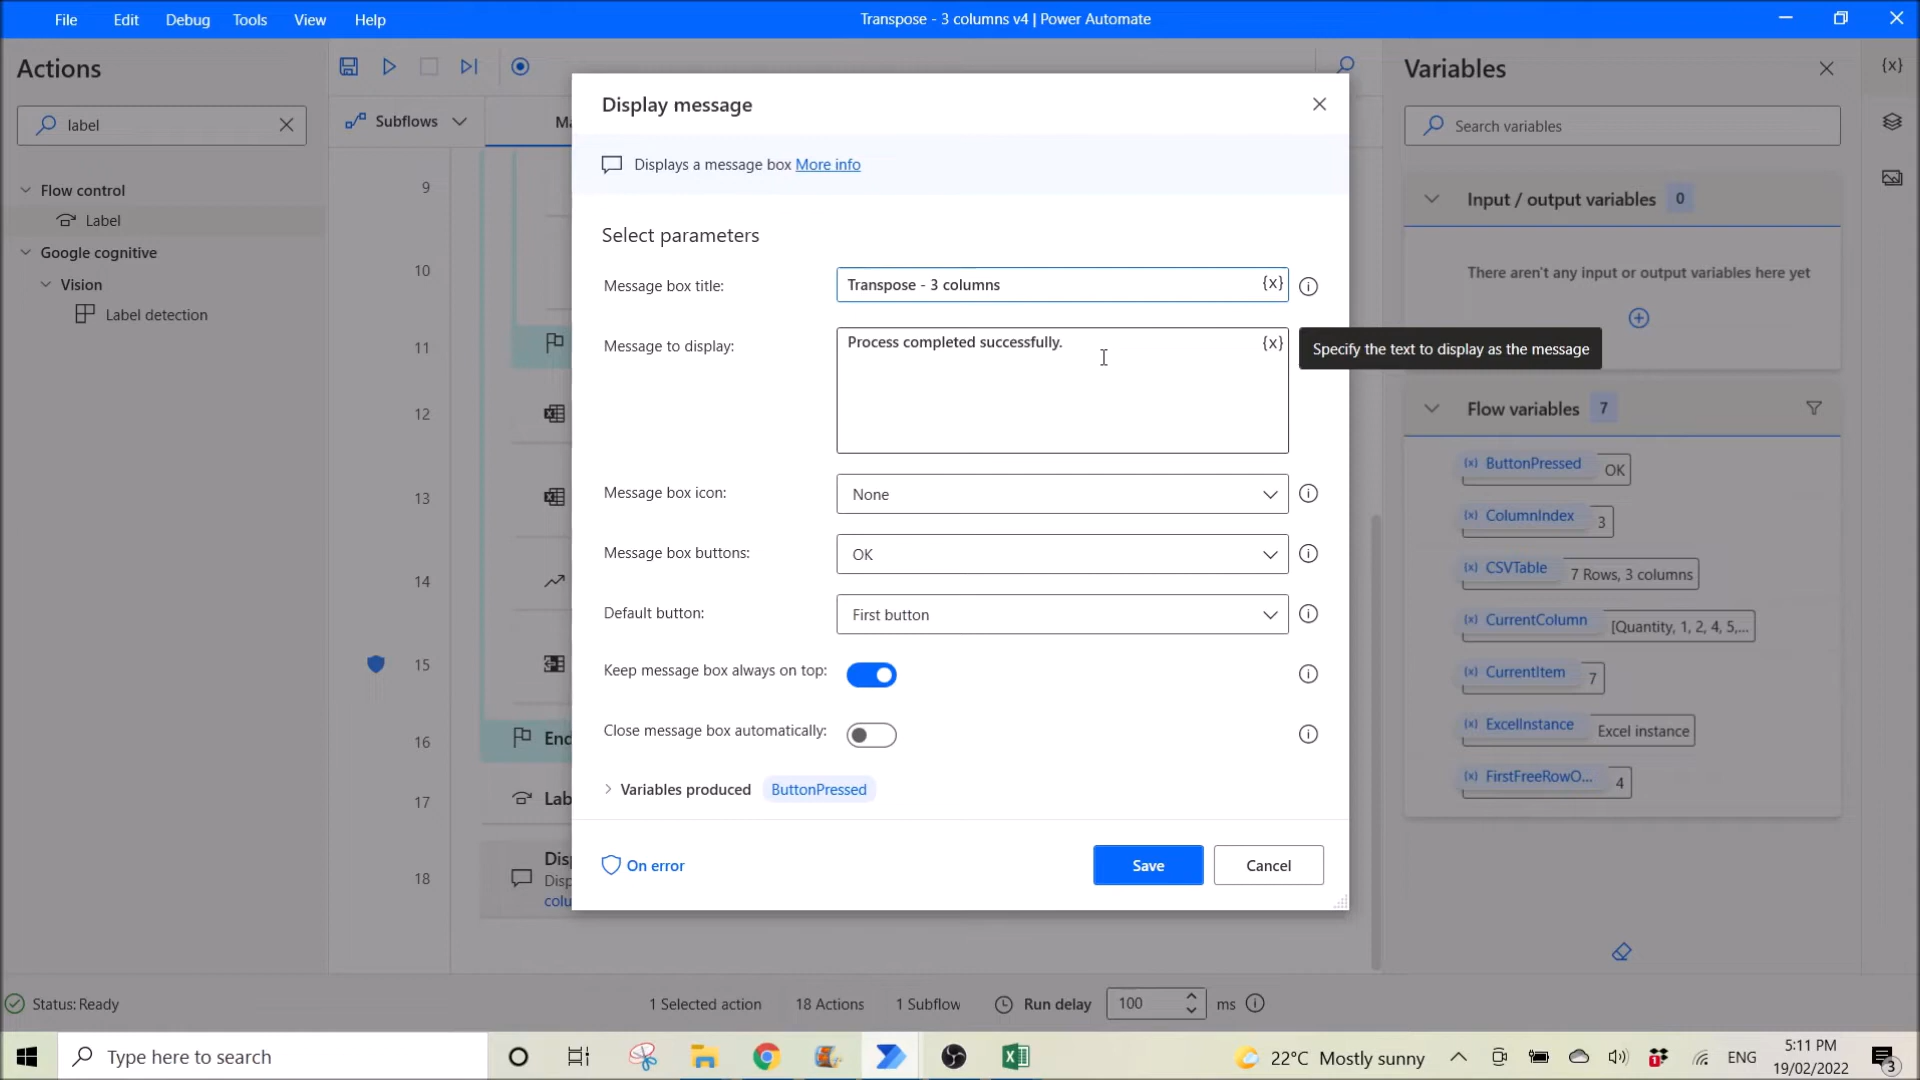 File Edit Debug Tools View Help
Transpose - 3 columns v4 | Power Automate
Actions
label
Flow control
Label
Google cognitive
Vision
Label detection
Subflows
9
10
11
12
13
14
15
16
17
18
End
Display message
Displays a message box More info
Select parameters
Message box title: Transpose - 3 columns {x}
Message to display: Process completed successfully. {x}
Specify the text to display as the message
Message box icon: None
Message box buttons: OK
Default button: First button
Keep message box always on top:
Close message box automatically:
Variables produced ButtonPressed
On error
Save
Cancel
Variables
{x}
Search variables
Input / output variables 0
There aren't any input or output variables here yet
Flow variables 7
(x) ButtonPressed OK
(x) ColumnIndex 3
(x) CSVTable 7 Rows, 3 columns
(x) CurrentColumn [Quantity, 1, 2, 4, 5,...
(x) CurrentItem 7
(x) ExcelInstance Excel instance
(x) FirstFreeRowO... 4
Status: Ready
1 Selected action
18 Actions
1 Subflow
Run delay 100 ms
Type here to search
22°C Mostly sunny
ENG
5:11 PM
19/02/2022
3